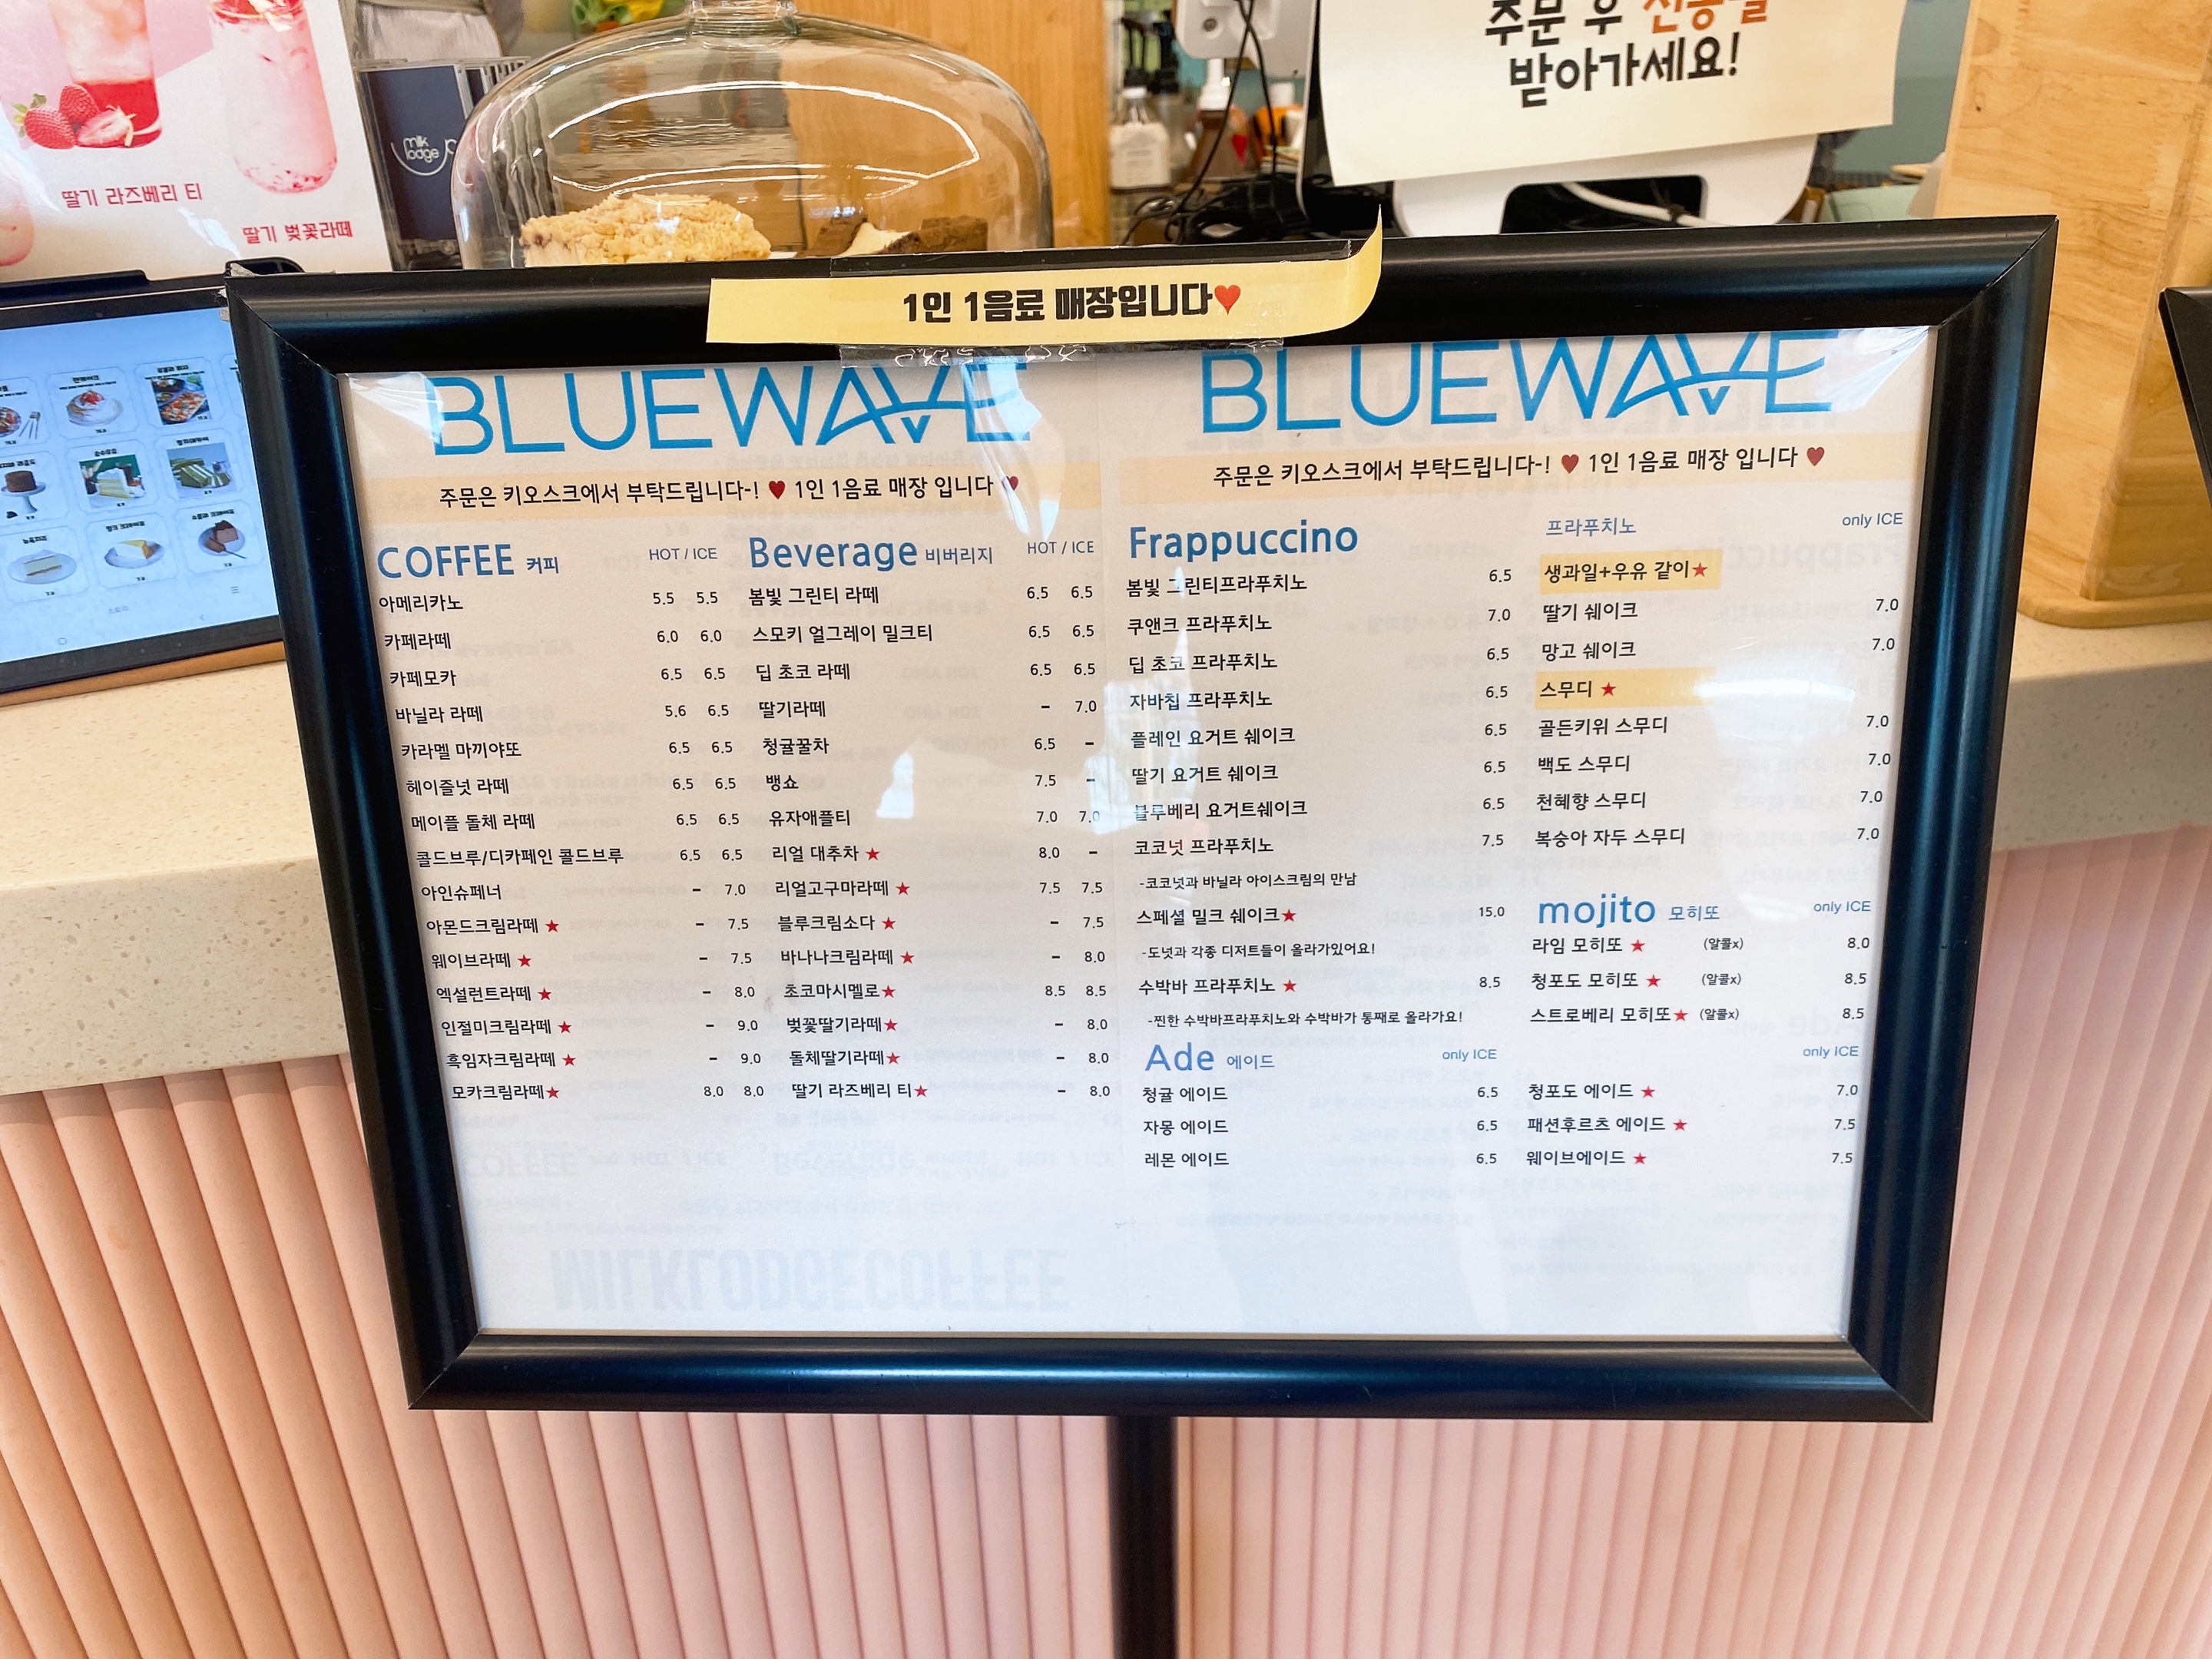 주문 후
받아가세요!
milk
lodge
딸기 라즈베리 티
딸기 벚꽃라떼
1인 1음료 매장입니다♥
BLUEWAVE
주문은 키오스크에서 부탁드립니다-! ♥ 1인 1음료 매장 입니다 ♥
COFFEE 커피 HOT / ICE
아메리카노 5.5 5.5
카페라떼 6.0 6.0
카페모카 6.5 6.5
바닐라 라떼 5.6 6.5
카라멜 마끼야또 6.5 6.5
헤이즐넛 라떼 6.5 6.5
메이플 돌체 라떼 6.5 6.5
콜드브루/디카페인 콜드브루 6.5 6.5
아인슈페너 - 7.0
아몬드크림라떼 ★ - 7.5
웨이브라떼 ★ - 7.5
엑설런트라떼 ★ - 8.0
인절미크림라떼 ★ - 9.0
흑임자크림라떼 ★ - 9.0
모카크림라떼★ 8.0 8.0
Beverage 비버리지 HOT / ICE
봄빛 그린티 라떼 6.5 6.5
스모키 얼그레이 밀크티 6.5 6.5
딥 초코 라떼 6.5 6.5
딸기라떼 - 7.0
청귤꿀차 6.5 -
뱅쇼 7.5 -
유자애플티 7.0 7.0
리얼 대추차 ★ 8.0 -
리얼고구마라떼 ★ 7.5 7.5
블루크림소다 ★ - 7.5
바나나크림라떼 ★ - 8.0
초코마시멜로★ 8.5 8.5
벚꽃딸기라떼★ - 8.0
돌체딸기라떼★ - 8.0
딸기 라즈베리 티★ - 8.0
BLUEWAVE
주문은 키오스크에서 부탁드립니다-! ♥ 1인 1음료 매장 입니다 ♥
Frappuccino 프라푸치노 only ICE
봄빛 그린티프라푸치노 6.5
쿠앤크 프라푸치노 7.0
딥 초코 프라푸치노 6.5
자바칩 프라푸치노 6.5
플레인 요거트 쉐이크 6.5
딸기 요거트 쉐이크 6.5
블루베리 요거트쉐이크 6.5
코코넛 프라푸치노 7.5
-코코넛과 바닐라 아이스크림의 만남
스페셜 밀크 쉐이크★ 15.0
-도넛과 각종 디저트들이 올라가있어요!
수박바 프라푸치노 ★ 8.5
-찐한 수박바프라푸치노와 수박바가 통째로 올라가요!
생과일+우유 같이★
딸기 쉐이크 7.0
망고 쉐이크 7.0
스무디 ★
골든키위 스무디 7.0
백도 스무디 7.0
천혜향 스무디 7.0
복숭아 자두 스무디 7.0
mojito 모히또 only ICE
라임 모히또 ★ (알콜x) 8.0
청포도 모히또 ★ (알콜x) 8.5
스트로베리 모히또★ (알콜x) 8.5
Ade 에이드 only ICE only ICE
청귤 에이드 6.5
자몽 에이드 6.5
레몬 에이드 6.5
청포도 에이드 ★ 7.0
패션후르츠 에이드 ★ 7.5
웨이브에이드 ★ 7.5
MILKLODGECOFFEE